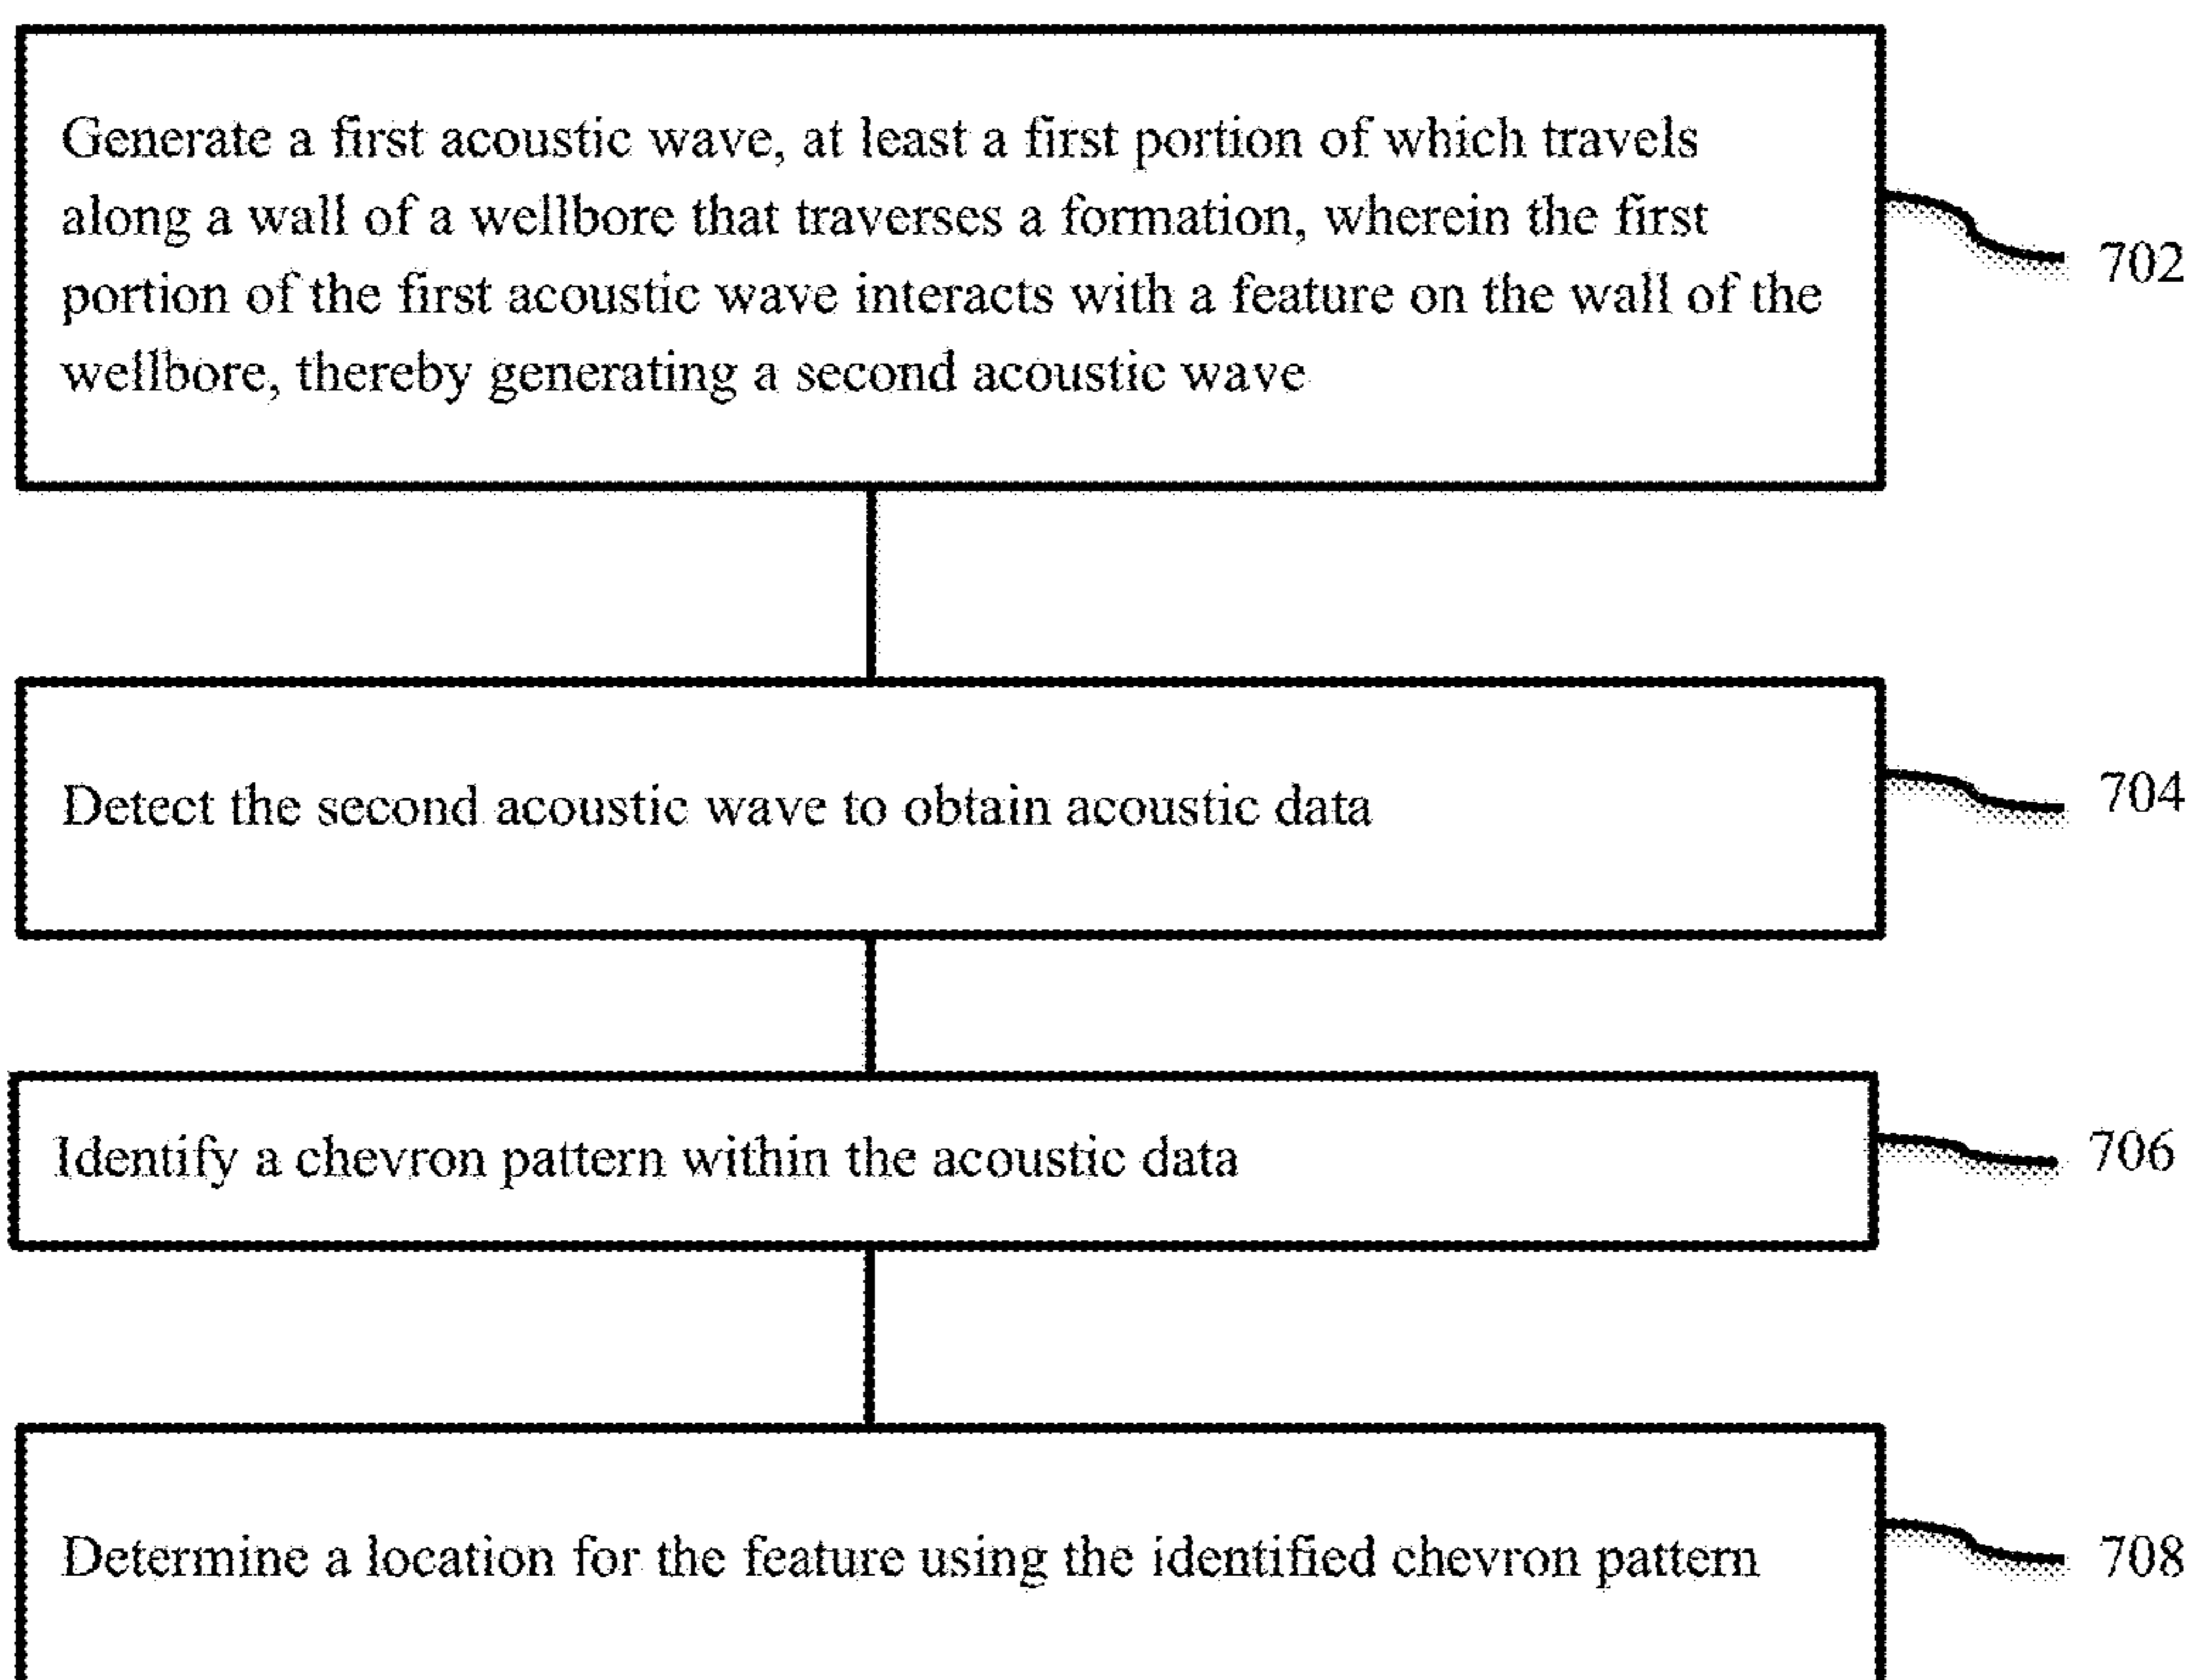 Generate a first acoustic wave, at least a first portion of which travels
along a wall of a wellbore that traverses a formation, wherein the first
portion of the first acoustic wave interacts with a feature on the wall of the
wellbore, thereby generating a second acoustic wave
702
Detect the second acoustic wave to obtain acoustic data
704
Identify a chevron pattern within the acoustic data
706
Determine a location for the feature using the identified chevron pattern
708